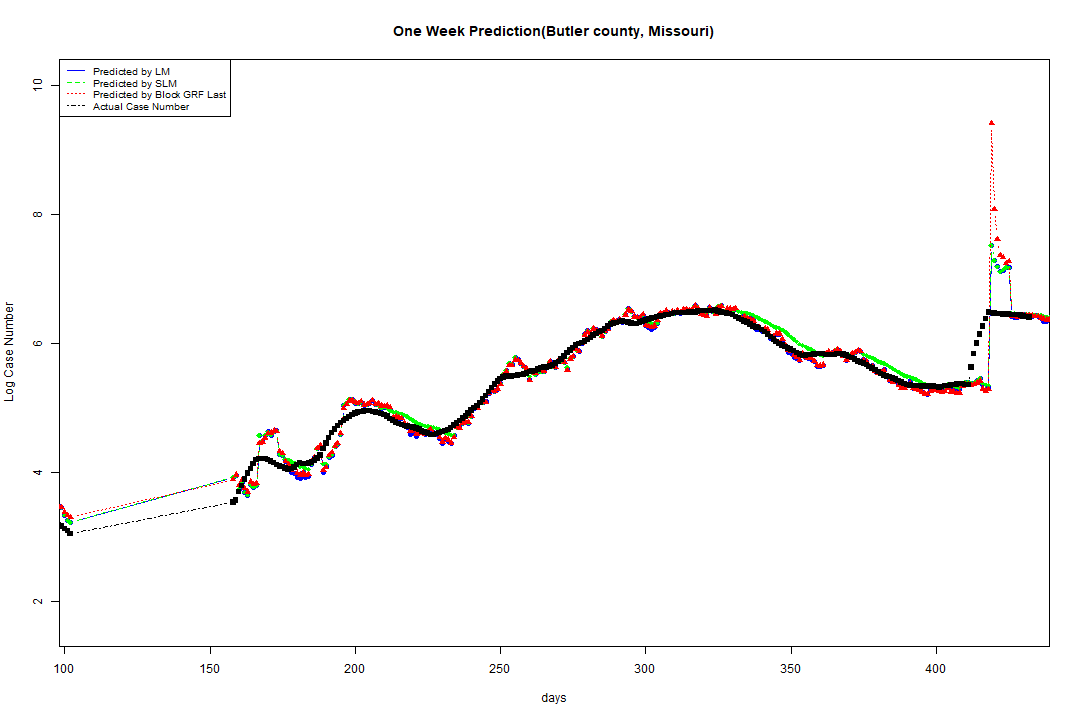 One Week Prediction(Butler county, Missouri)
Predicted by LM
Predicted by SLM
Predicted by Block GRF Last
Actual Case Number
10
8
6
4
2
Log Case Number
100 150 200 250 300 350 400
days